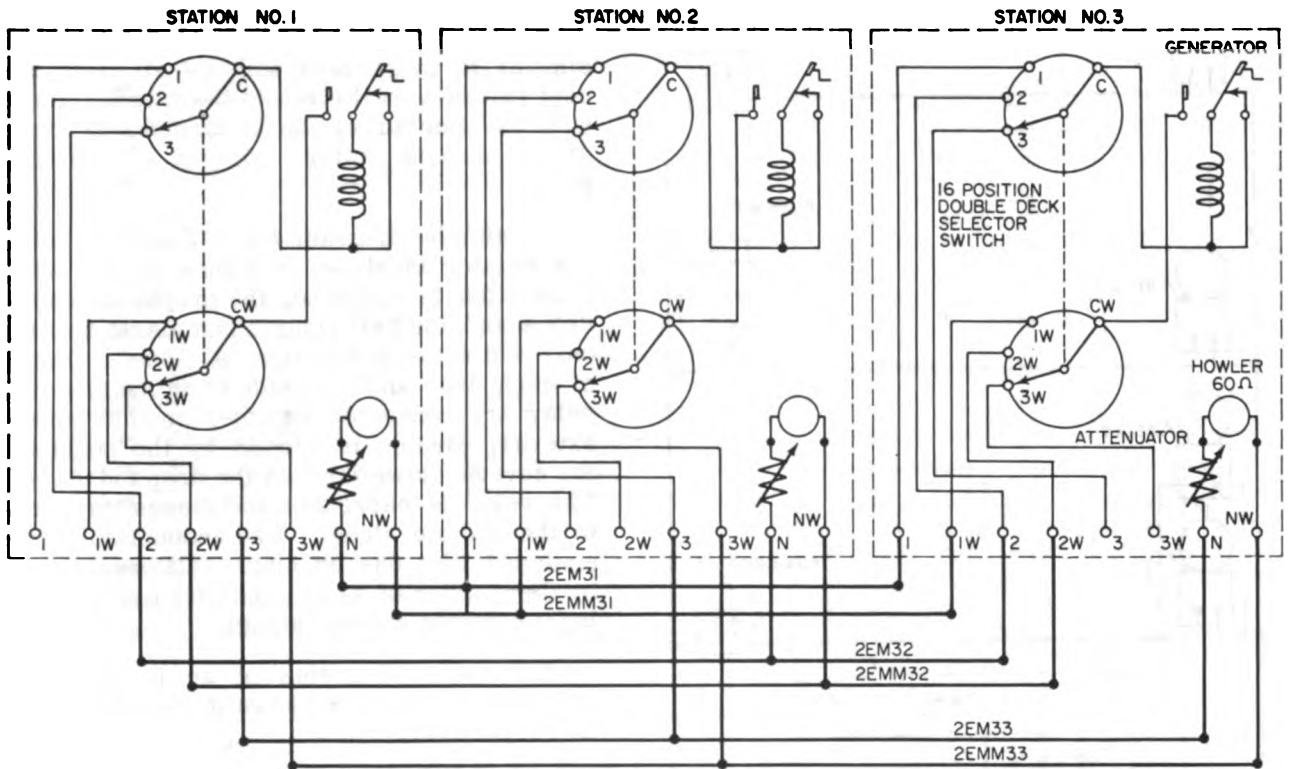 STATION NO. 1
STATION NO. 2
STATION NO. 3
1
C
2
3
1W
CW
2W
3W
1
C
2
3
1W
CW
2W
3W
GENERATOR
1
C
2
3
16 POSITION
DOUBLE DECK
SELECTOR
SWITCH
1W
CW
2W
3W
HOWLER
60 Ω
ATTENUATOR
1 1W 2 2W 3 3W N NW
1 1W 2 2W 3 3W N NW
1 1W 2 2W 3 3W N NW
2EM31
2EMM31
2EM32
2EMM32
2EM33
2EMM33